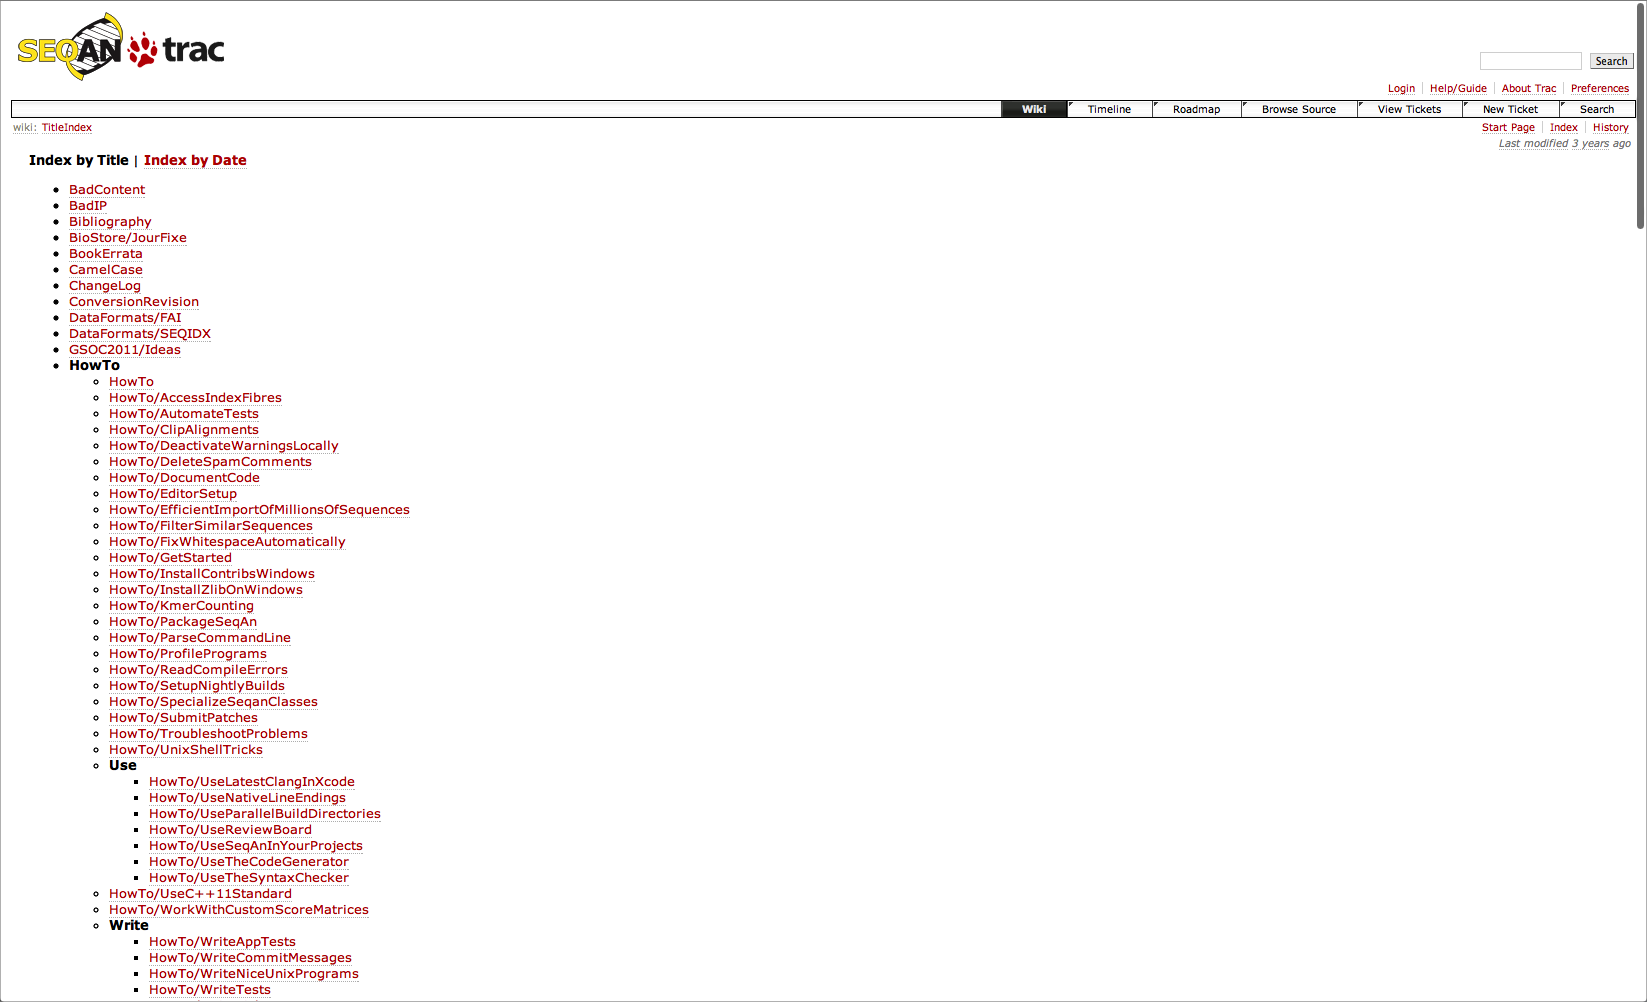 SEQAN trac
Search
Login Help/Guide About Trac Preferences
Wiki Timeline Roadmap Browse Source View Tickets New Ticket Search
wiki: TitleIndex Start Page Index History
Last modified 3 years ago
Index by Title | Index by Date
BadContent
BadIP
Bibliography
BioStore/JourFixe
BookErrata
CamelCase
ChangeLog
ConversionRevision
DataFormats/FAI
DataFormats/SEQIDX
GSOC2011/Ideas
HowTo
HowTo
HowTo/AccessIndexFibres
HowTo/AutomateTests
HowTo/ClipAlignments
HowTo/DeactivateWarningsLocally
HowTo/DeleteSpamComments
HowTo/DocumentCode
HowTo/EditorSetup
HowTo/EfficientImportOfMillionsOfSequences
HowTo/FilterSimilarSequences
HowTo/FixWhitespaceAutomatically
HowTo/GetStarted
HowTo/InstallContribsWindows
HowTo/InstallZlibOnWindows
HowTo/KmerCounting
HowTo/PackageSeqAn
HowTo/ParseCommandLine
HowTo/ProfilePrograms
HowTo/ReadCompileErrors
HowTo/SetupNightlyBuilds
HowTo/SpecializeSeqanClasses
HowTo/SubmitPatches
HowTo/TroubleshootProblems
HowTo/UnixShellTricks
Use
HowTo/UseLatestClangInXcode
HowTo/UseNativeLineEndings
HowTo/UseParallelBuildDirectories
HowTo/UseReviewBoard
HowTo/UseSeqAnInYourProjects
HowTo/UseTheCodeGenerator
HowTo/UseTheSyntaxChecker
HowTo/UseC++11Standard
HowTo/WorkWithCustomScoreMatrices
Write
HowTo/WriteAppTests
HowTo/WriteCommitMessages
HowTo/WriteNiceUnixPrograms
HowTo/WriteTests